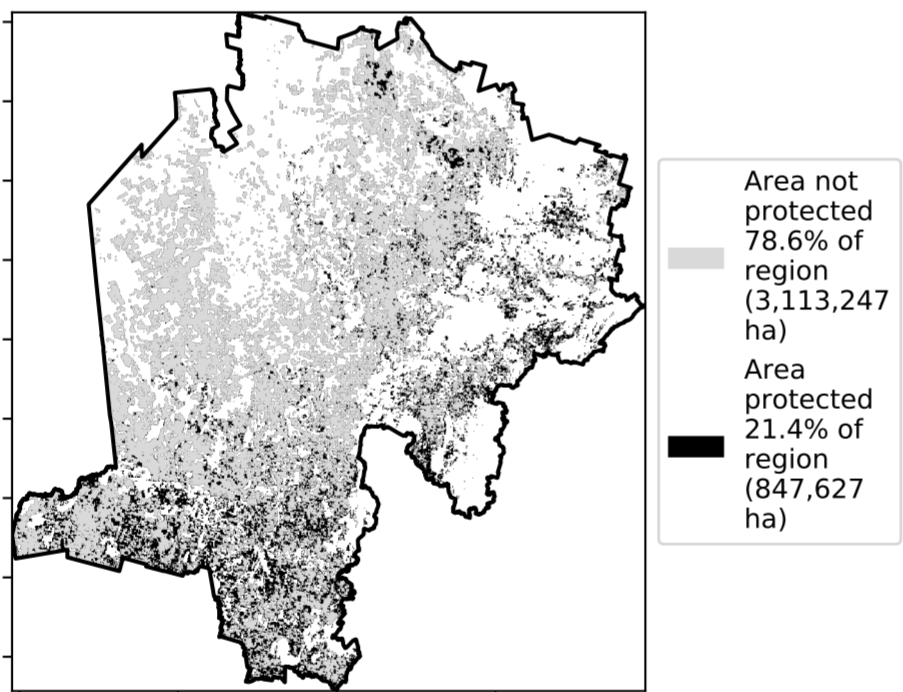 Area not
protected
78.6% of
region
(3,113,247
ha)
Area
protected
21.4% of
region
(847,627
ha)